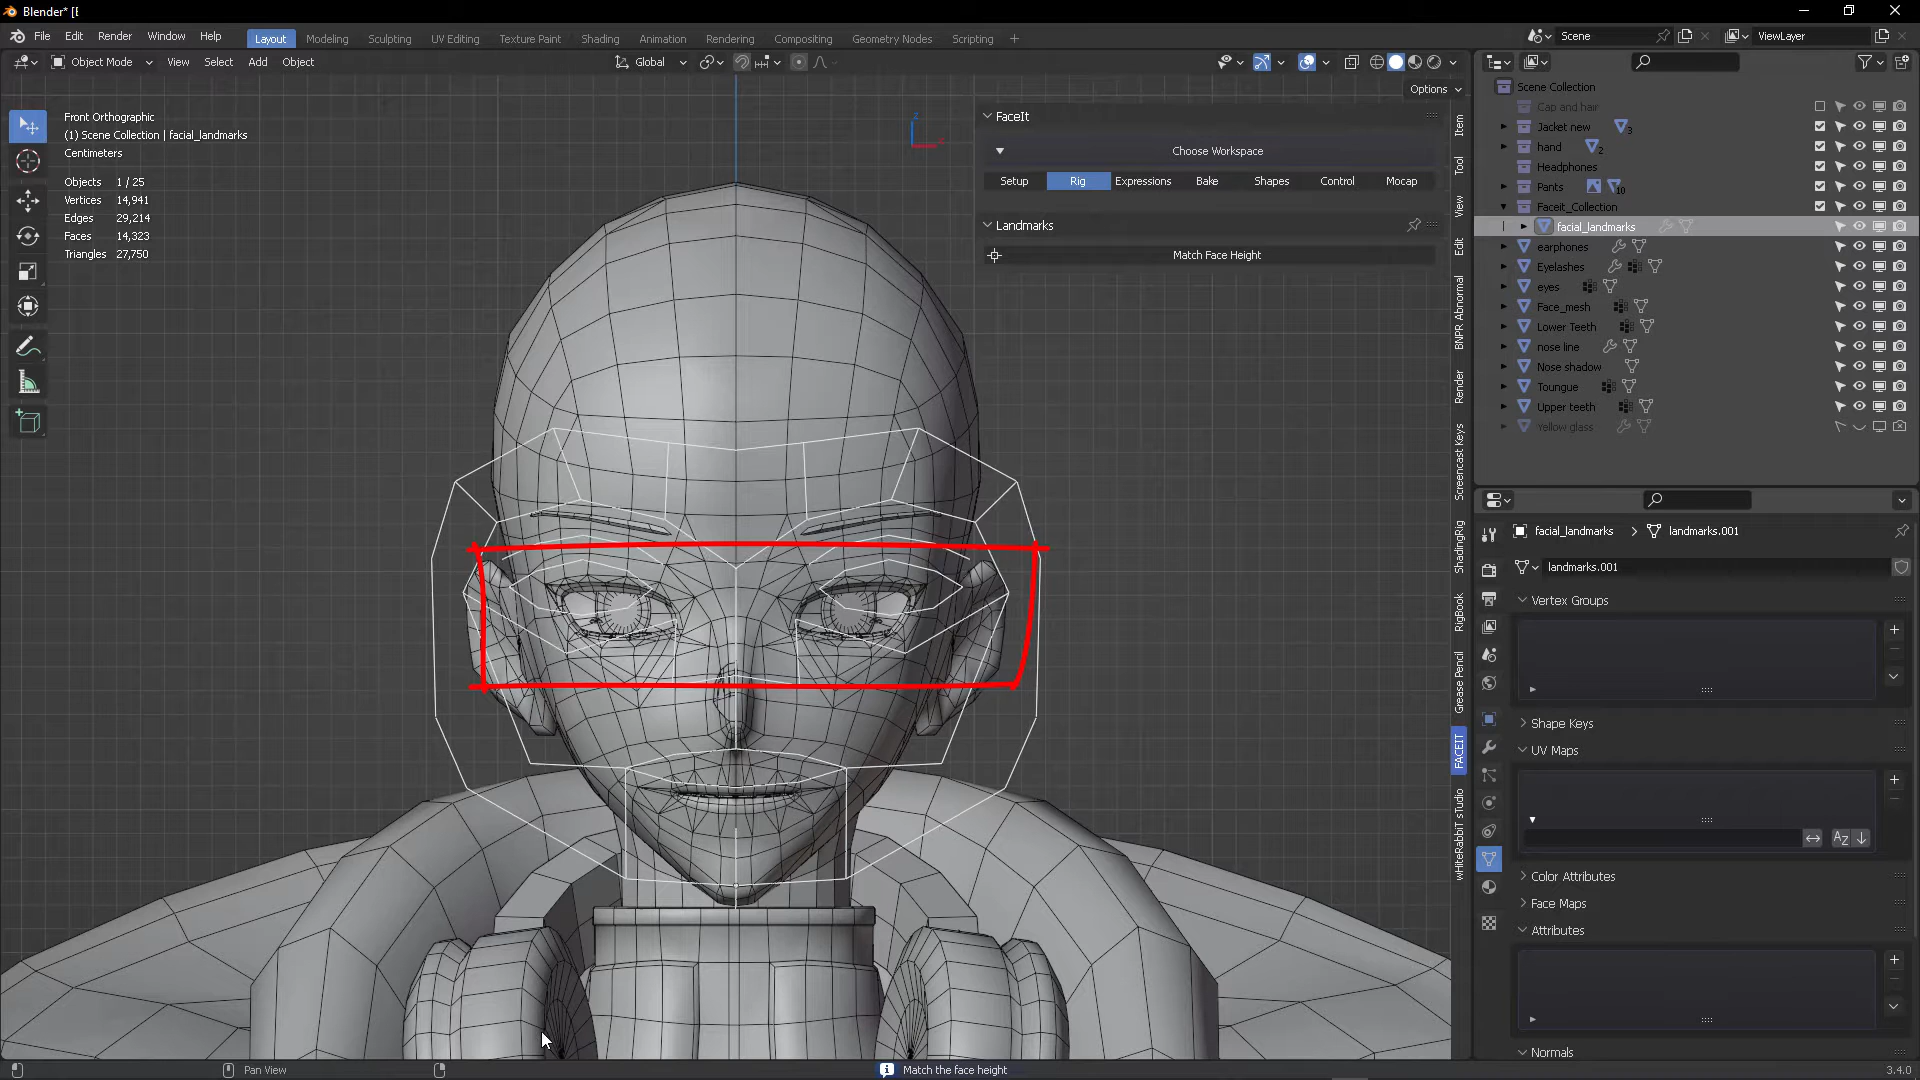 Blender* [E
File Edit Render Window Help Layout Modeling Sculpting UV Editing Texture Paint Shading Animation Rendering Compositing Geometry Nodes Scripting +
Scene ViewLayer
Object Mode View Select Add Object Global
Options
Front Orthographic
(1) Scene Collection | facial_landmarks
Centimeters
Objects 1 / 25
Vertices 14,941
Edges 29,214
Faces 14,323
Triangles 27,750
z
FaceIt
Choose Workspace
Setup Rig Expressions Bake Shapes Control Mocap
Landmarks
Match Face Height
Item
Tool
View
Edit
BNPR Abnormal
Render
Screencast Keys
ShadingRig
RigBook
Grease Pencil
FACEIT
wHiteRabbiT sTudio
Scene Collection
Cap and hair
Jacket new 3
hand 2
Headphones
Pants 10
Faceit_Collection
facial_landmarks
earphones
Eyelashes
eyes
Face_mesh
Lower Teeth
nose line
Nose shadow
Toungue
Upper teeth
Yellow glass
facial_landmarks > landmarks.001
landmarks.001
Vertex Groups
Shape Keys
UV Maps
Color Attributes
Face Maps
Attributes
Normals
Pan View
Match the face height
3.4.0